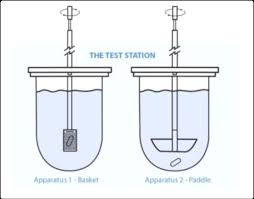 THE TEST STATION
Apparatus 1 - Basket
Apparatus 2 - Paddle